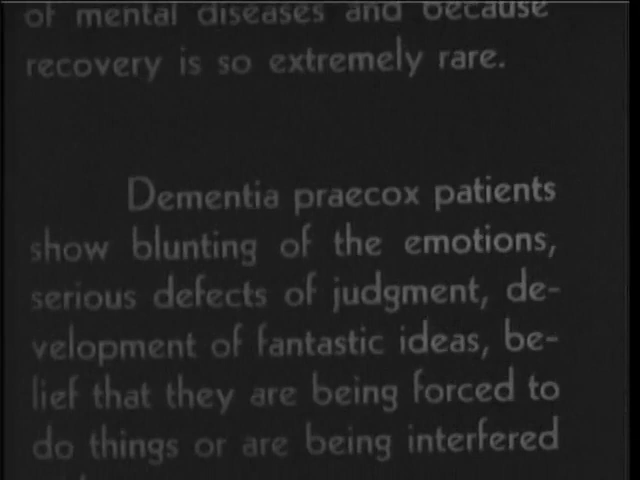 of mental diseases and because
recovery is so extremely rare.
Dementia praecox patients
show blunting of the emotions,
serious defects of judgment, de-
velopment of fantastic ideas, be-
lief that they are being forced to
do things or are being interfered